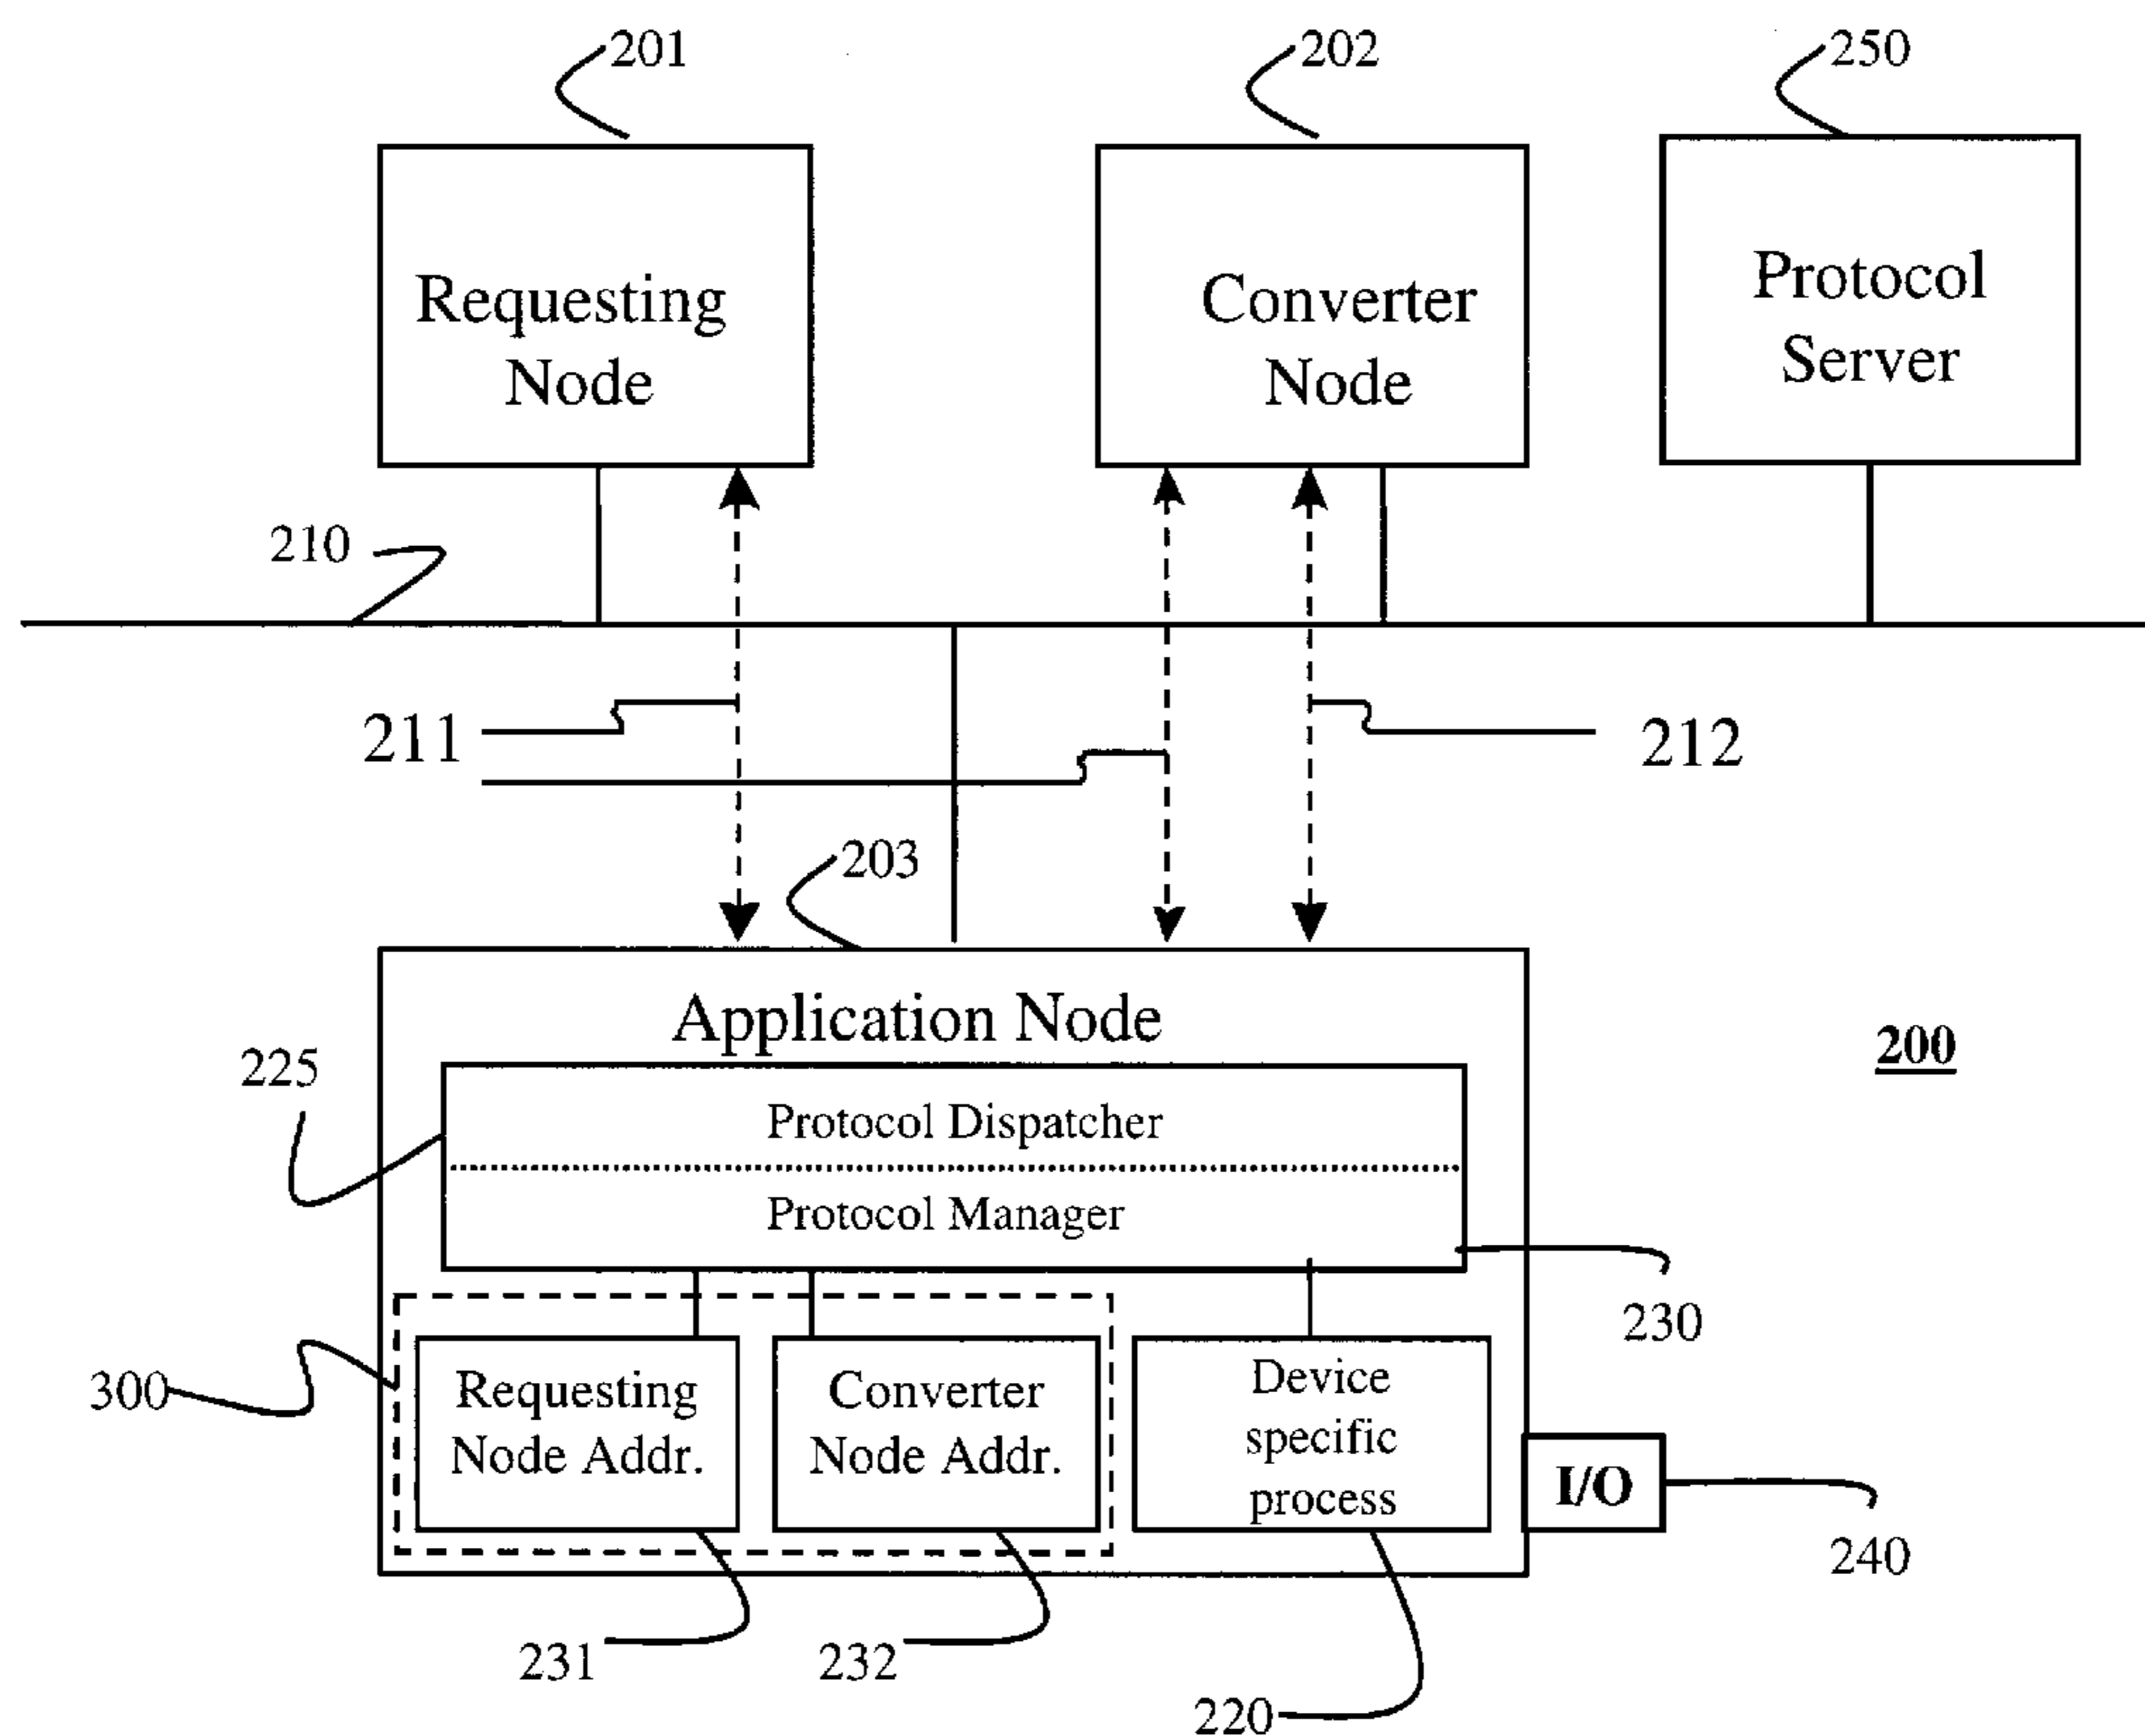 201
202
250
Requesting
Node
Converter
Node
Protocol
Server
210
211
212
203
Application Node
200
225
Protocol Dispatcher
Protocol Manager
230
300
Requesting
Node Addr.
Converter
Node Addr.
Device
specific
process
I/O
240
231
232
220